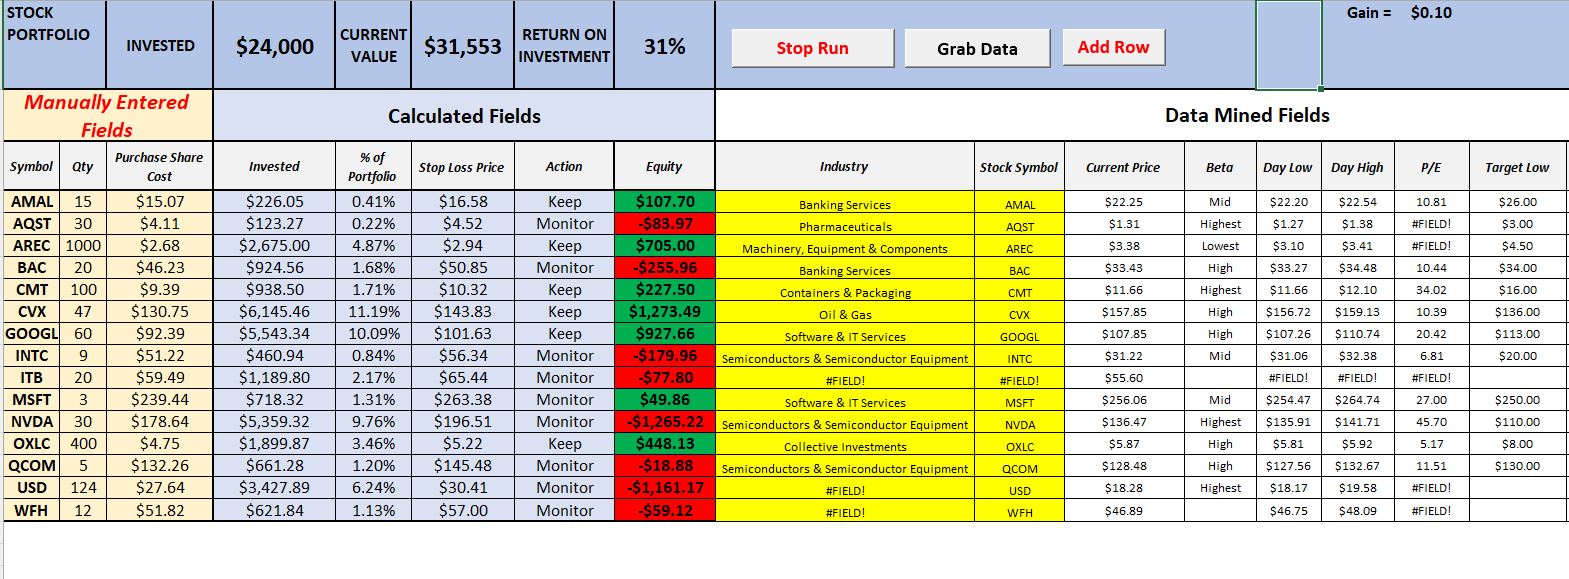 STOCK PORTFOLIO INVESTED $24,000 CURRENT VALUE $31,553 RETURN ON INVESTMENT 31% Stop Run Grab Data Add Row Gain = $0.10
Manually Entered Fields Calculated Fields Data Mined Fields
Symbol Qty Purchase Share Cost Invested % of Portfolio Stop Loss Price Action Equity Industry Stock Symbol Current Price Beta Day Low Day High P/E Target Low
AMAL 15 $15.07 $226.05 0.41% $16.58 Keep $107.70 Banking Services AMAL $22.25 Mid $22.20 $22.54 10.81 $26.00
AQST 30 $4.11 $123.27 0.22% $4.52 Monitor -$83.97 Pharmaceuticals AQST $1.31 Highest $1.27 $1.38 #FIELD! $3.00
AREC 1000 $2.68 $2,675.00 4.87% $2.94 Keep $705.00 Machinery, Equipment & Components AREC $3.38 Lowest $3.10 $3.41 #FIELD! $4.50
BAC 20 $46.23 $924.56 1.68% $50.85 Monitor -$255.96 Banking Services BAC $33.43 High $33.27 $34.48 10.44 $34.00
CMT 100 $9.39 $938.50 1.71% $10.32 Keep $227.50 Containers & Packaging CMT $11.66 Highest $11.66 $12.10 34.02 $16.00
CVX 47 $130.75 $6,145.46 11.19% $143.83 Keep $1,273.49 Oil & Gas CVX $157.85 High $156.72 $159.13 10.39 $136.00
GOOGL 60 $92.39 $5,543.34 10.09% $101.63 Keep $927.66 Software & IT Services GOOGL $107.85 High $107.26 $110.74 20.42 $113.00
INTC 9 $51.22 $460.94 0.84% $56.34 Monitor -$179.96 Semiconductors & Semiconductor Equipment INTC $31.22 Mid $31.06 $32.38 6.81 $20.00
ITB 20 $59.49 $1,189.80 2.17% $65.44 Monitor -$77.80 #FIELD! #FIELD! $55.60 #FIELD! #FIELD! #FIELD!
MSFT 3 $239.44 $718.32 1.31% $263.38 Monitor $49.86 Software & IT Services MSFT $256.06 Mid $254.47 $264.74 27.00 $250.00
NVDA 30 $178.64 $5,359.32 9.76% $196.51 Monitor -$1,265.22 Semiconductors & Semiconductor Equipment NVDA $136.47 Highest $135.91 $141.71 45.70 $110.00
OXLC 400 $4.75 $1,899.87 3.46% $5.22 Keep $448.13 Collective Investments OXLC $5.87 High $5.81 $5.92 5.17 $8.00
QCOM 5 $132.26 $661.28 1.20% $145.48 Monitor -$18.88 Semiconductors & Semiconductor Equipment QCOM $128.48 High $127.56 $132.67 11.51 $130.00
USD 124 $27.64 $3,427.89 6.24% $30.41 Monitor -$1,161.17 #FIELD! USD $18.28 Highest $18.17 $19.58 #FIELD!
WFH 12 $51.82 $621.84 1.13% $57.00 Monitor -$59.12 #FIELD! WFH $46.89 $46.75 $48.09 #FIELD!